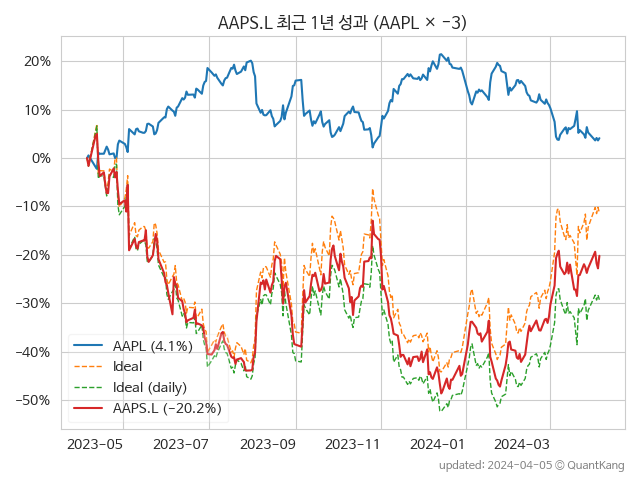 AAPS.L 최근 1년 성과 (AAPL × −3)
20%
10%
0%
−10%
−20%
−30%
−40%
−50%
AAPL (4.1%)
Ideal
Ideal (daily)
AAPS.L (−20.2%)
2023-05
2023-07
2023-09
2023-11
2024-01
2024-03
updated: 2024-04-05 © QuantKang